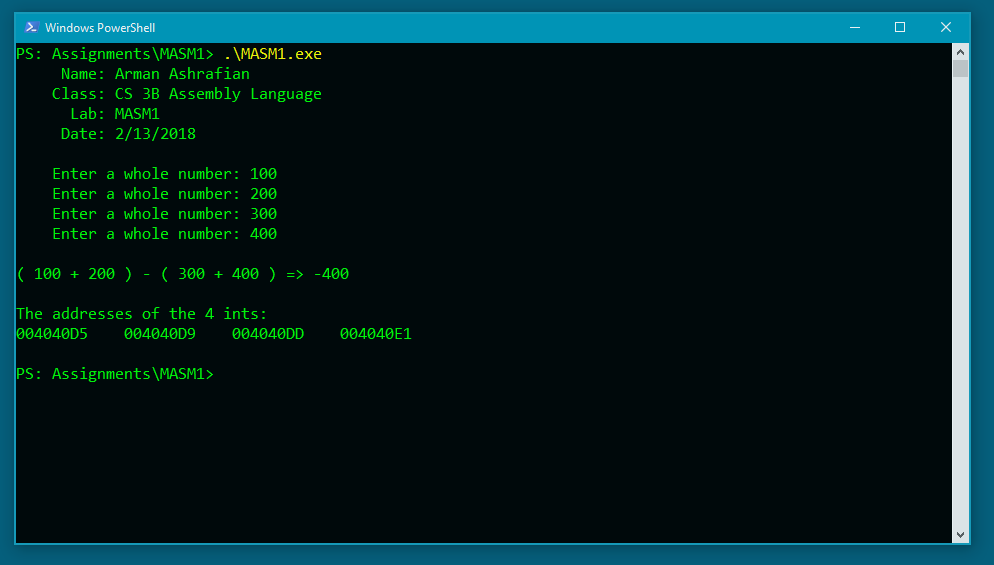 Windows PowerShell
PS: Assignments\MASM1> .\MASM1.exe
Name: Arman Ashrafian
Class: CS 3B Assembly Language
Lab: MASM1
Date: 2/13/2018
Enter a whole number: 100
Enter a whole number: 200
Enter a whole number: 300
Enter a whole number: 400
( 100 + 200 ) - ( 300 + 400 ) => -400
The addresses of the 4 ints:
004040D5    004040D9    004040DD    004040E1
PS: Assignments\MASM1>